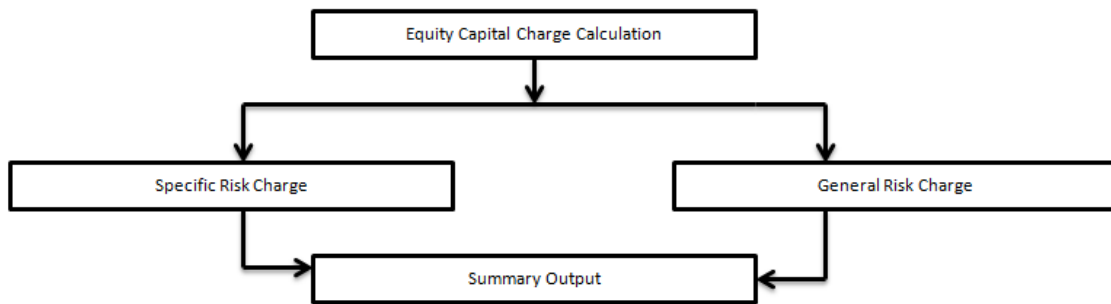 Equity Capital Charge Calculation
Specific Risk Charge
General Risk Charge
Summary Output